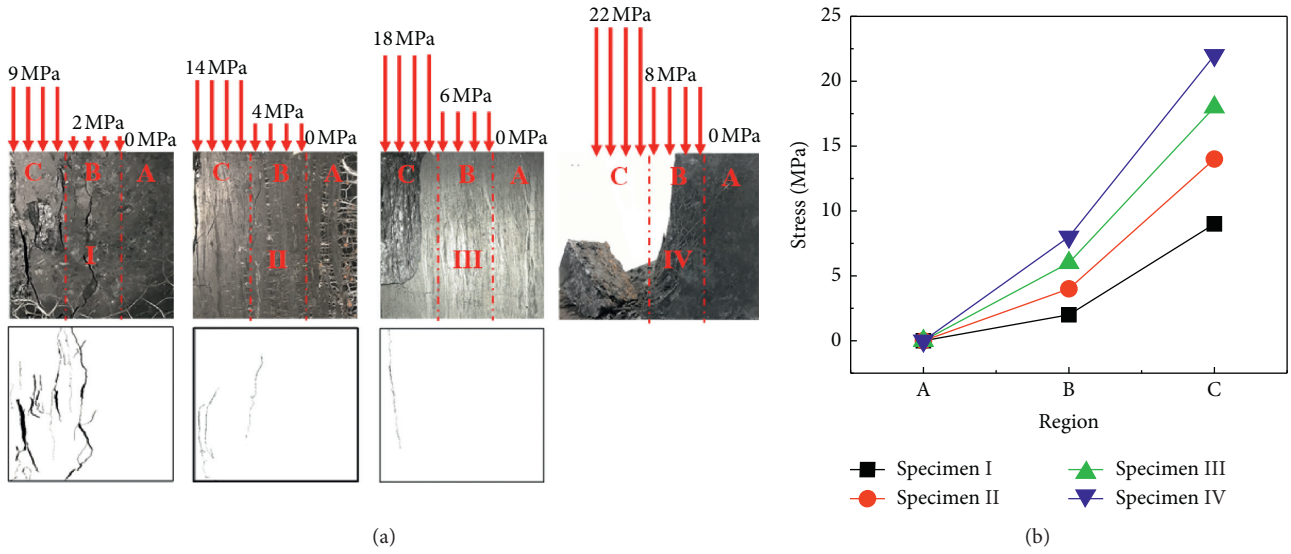 9 MPa
2 MPa
0 MPa
C B A
I
14 MPa
4 MPa
0 MPa
C B A
II
18 MPa
6 MPa
0 MPa
C B A
III
22 MPa
8 MPa
0 MPa
C B A
IV
(a)
Stress (MPa)
25
20
15
10
5
0
A B C
Region
Specimen I
Specimen II
Specimen III
Specimen IV
(b)